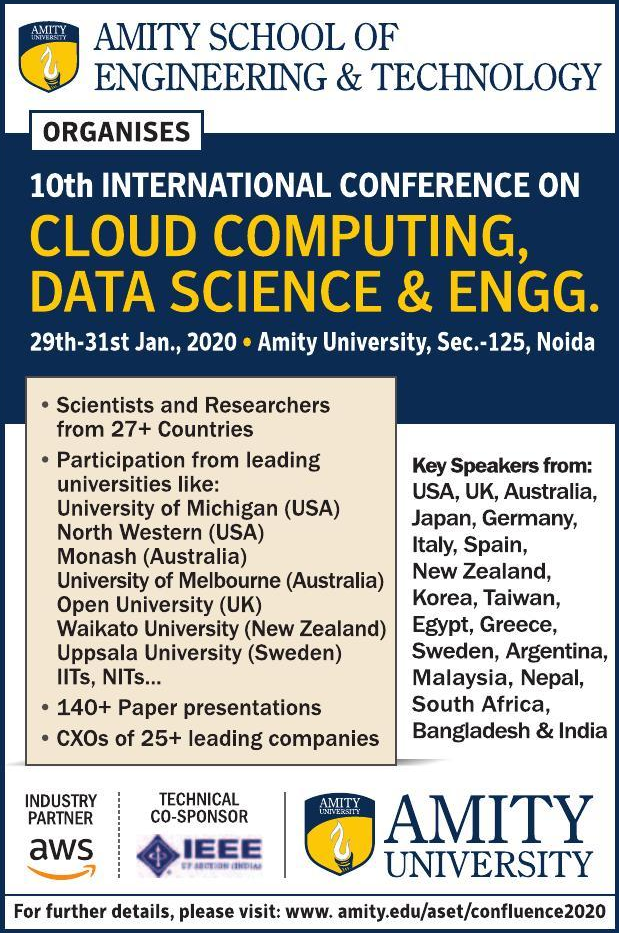 AMITY
UNIVERSITY
AMITY SCHOOL OF
ENGINEERING & TECHNOLOGY
ORGANISES
10th INTERNATIONAL CONFERENCE ON
CLOUD COMPUTING,
DATA SCIENCE & ENGG.
29th-31st Jan., 2020 • Amity University, Sec.-125, Noida
• Scientists and Researchers
from 27+ Countries
• Participation from leading
universities like:
University of Michigan (USA)
North Western (USA)
Monash (Australia)
University of Melbourne (Australia)
Open University (UK)
Waikato University (New Zealand)
Uppsala University (Sweden)
IITs, NITs...
• 140+ Paper presentations
• CXOs of 25+ leading companies
Key Speakers from:
USA, UK, Australia,
Japan, Germany,
Italy, Spain,
New Zealand,
Korea, Taiwan,
Egypt, Greece,
Sweden, Argentina,
Malaysia, Nepal,
South Africa,
Bangladesh & India
INDUSTRY
PARTNER
aws
TECHNICAL
CO-SPONSOR
IEEE
UP SECTION (INDIA)
AMITY
UNIVERSITY
AMITY
UNIVERSITY
For further details, please visit: www. amity.edu/aset/confluence2020